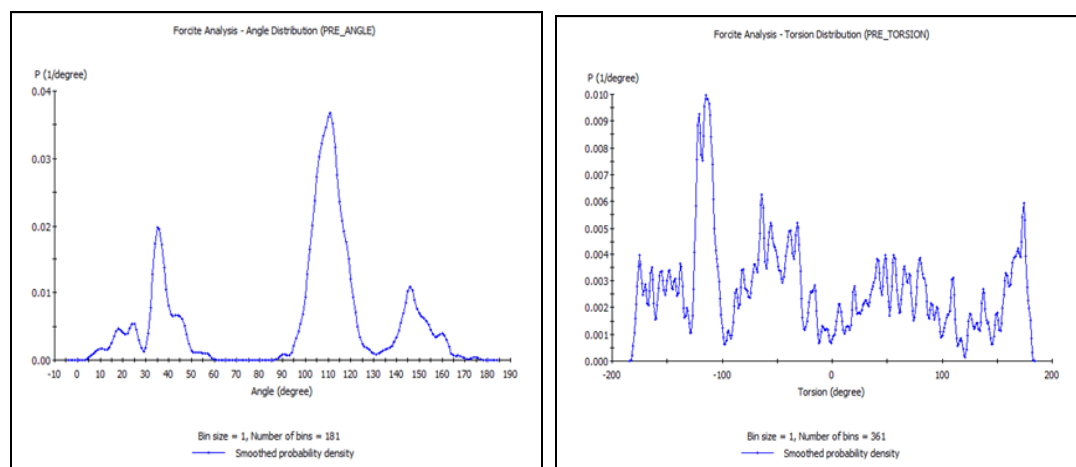 Forcite Analysis - Angle Distribution (PRE_ANGLE)
P (1/degree)
0.04
0.03
0.02
0.01
0.00
-10 0 10 20 30 40 50 60 70 80 90 100 110 120 130 140 150 160 170 180 190
Angle (degree)
Bin size = 1, Number of bins = 181
Smoothed probability density
Forcite Analysis - Torsion Distribution (PRE_TORSION)
P (1/degree)
0.010
0.009
0.008
0.007
0.006
0.005
0.004
0.003
0.002
0.001
0.000
-200 -100 0 100 200
Torsion (degree)
Bin size = 1, Number of bins = 361
Smoothed probability density